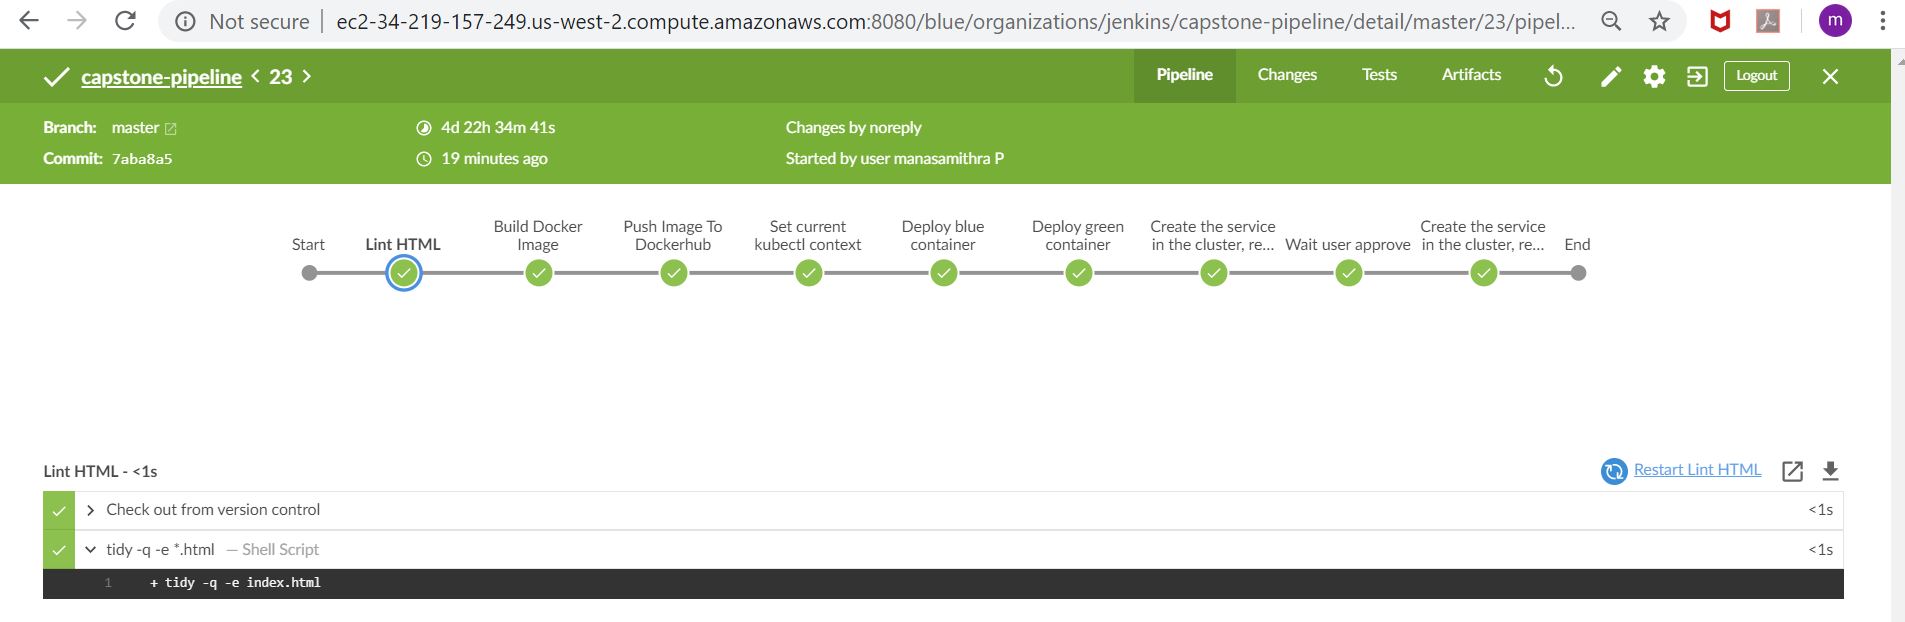 Not secure | ec2-34-219-157-249.us-west-2.compute.amazonaws.com:8080/blue/organizations/jenkins/capstone-pipeline/detail/master/23/pipel... m
capstone-pipeline < 23 > Pipeline Changes Tests Artifacts Logout
Branch: master 4d 22h 34m 41s Changes by noreply
Commit: 7aba8a5 19 minutes ago Started by user manasamithra P
Start
Lint HTML
Build Docker
Image
Push Image To
Dockerhub
Set current
kubectl context
Deploy blue
container
Deploy green
container
Create the service
in the cluster, re...
Wait user approve
Create the service
in the cluster, re...
End
Lint HTML - <1s Restart Lint HTML
Check out from version control <1s
tidy -q -e *.html — Shell Script <1s
1 + tidy -q -e index.html